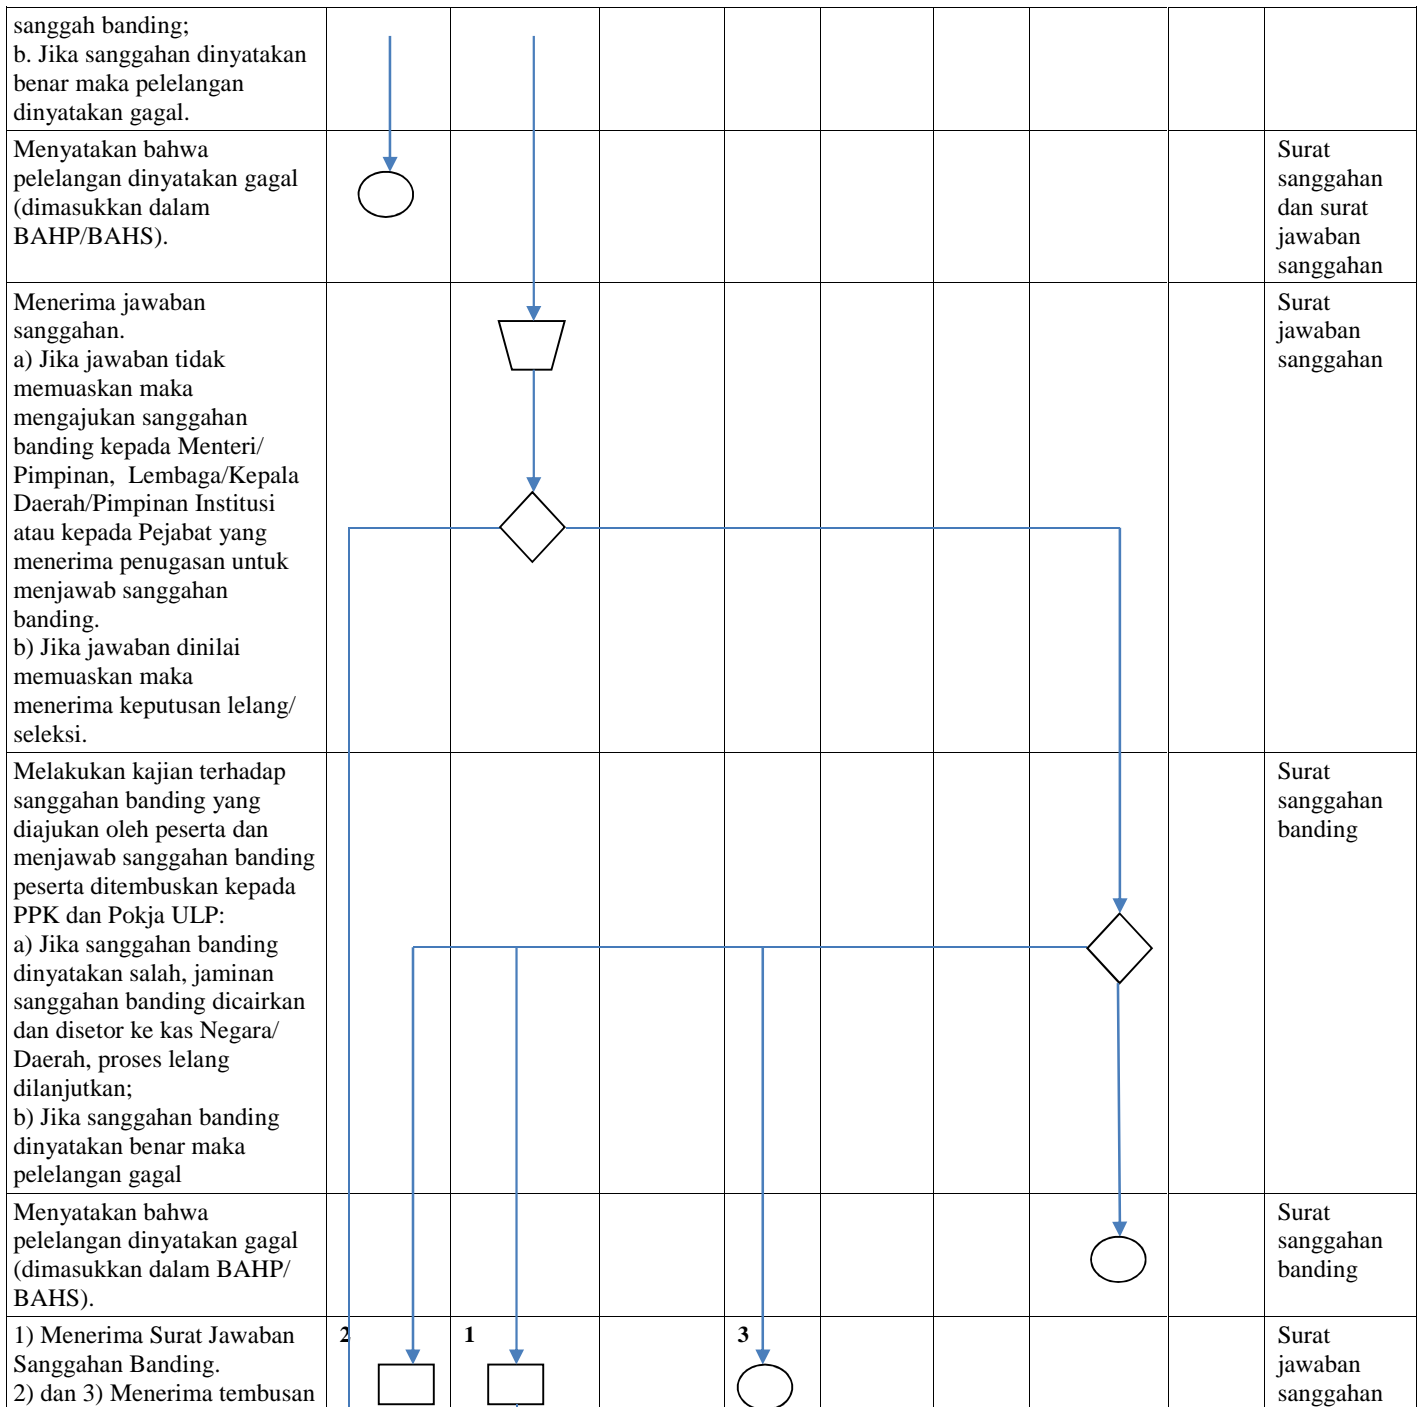 sanggah banding;
b. Jika sanggahan dinyatakan
benar maka pelelangan
dinyatakan gagal.
Menyatakan bahwa
pelelangan dinyatakan gagal
(dimasukkan dalam
BAHP/BAHS).
Surat
sanggahan
dan surat
jawaban
sanggahan
Menerima jawaban
sanggahan.
a) Jika jawaban tidak
memuaskan maka
mengajukan sanggahan
banding kepada Menteri/
Pimpinan, Lembaga/Kepala
Daerah/Pimpinan Institusi
atau kepada Pejabat yang
menerima penugasan untuk
menjawab sanggahan
banding.
b) Jika jawaban dinilai
memuaskan maka
menerima keputusan lelang/
seleksi.
Surat
jawaban
sanggahan
Melakukan kajian terhadap
sanggahan banding yang
diajukan oleh peserta dan
menjawab sanggahan banding
peserta ditembuskan kepada
PPK dan Pokja ULP:
a) Jika sanggahan banding
dinyatakan salah, jaminan
sanggahan banding dicairkan
dan disetor ke kas Negara/
Daerah, proses lelang
dilanjutkan;
b) Jika sanggahan banding
dinyatakan benar maka
pelelangan gagal
Surat
sanggahan
banding
Menyatakan bahwa
pelelangan dinyatakan gagal
(dimasukkan dalam BAHP/
BAHS).
Surat
sanggahan
banding
1) Menerima Surat Jawaban
Sanggahan Banding.
2) dan 3) Menerima tembusan
2
1
3
Surat
jawaban
sanggahan